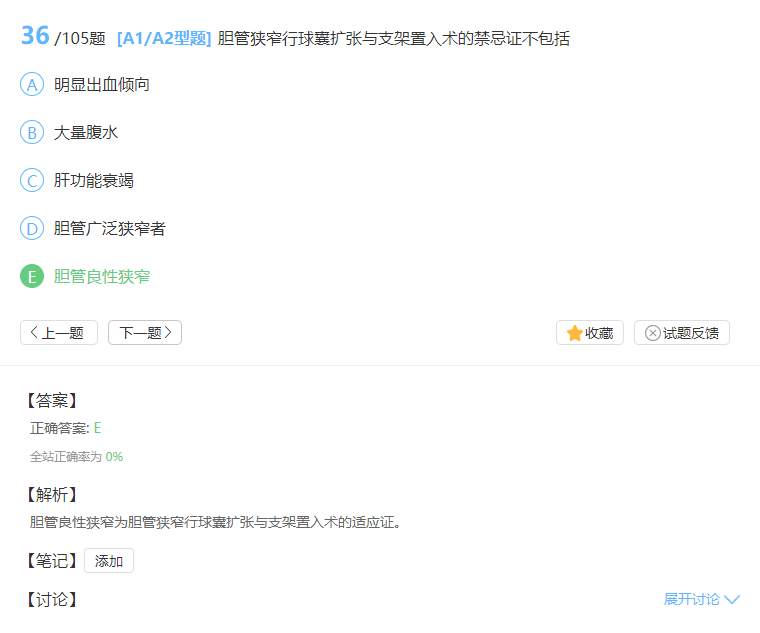 36 /105题 [A1/A2型题] 胆管狭窄行球囊扩张与支架置入术的禁忌证不包括
A 明显出血倾向
B 大量腹水
C 肝功能衰竭
D 胆管广泛狭窄者
E 胆管良性狭窄
上一题 下一题 收藏 试题反馈
【答案】
正确答案: E
全站正确率为 0%
【解析】
胆管良性狭窄为胆管狭窄行球囊扩张与支架置入术的适应证。
【笔记】 添加
【讨论】 展开讨论